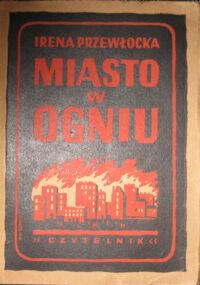 IRENA PRZEWŁOCKA
MIASTO
W
OGNIU
»CZYTELNIK«